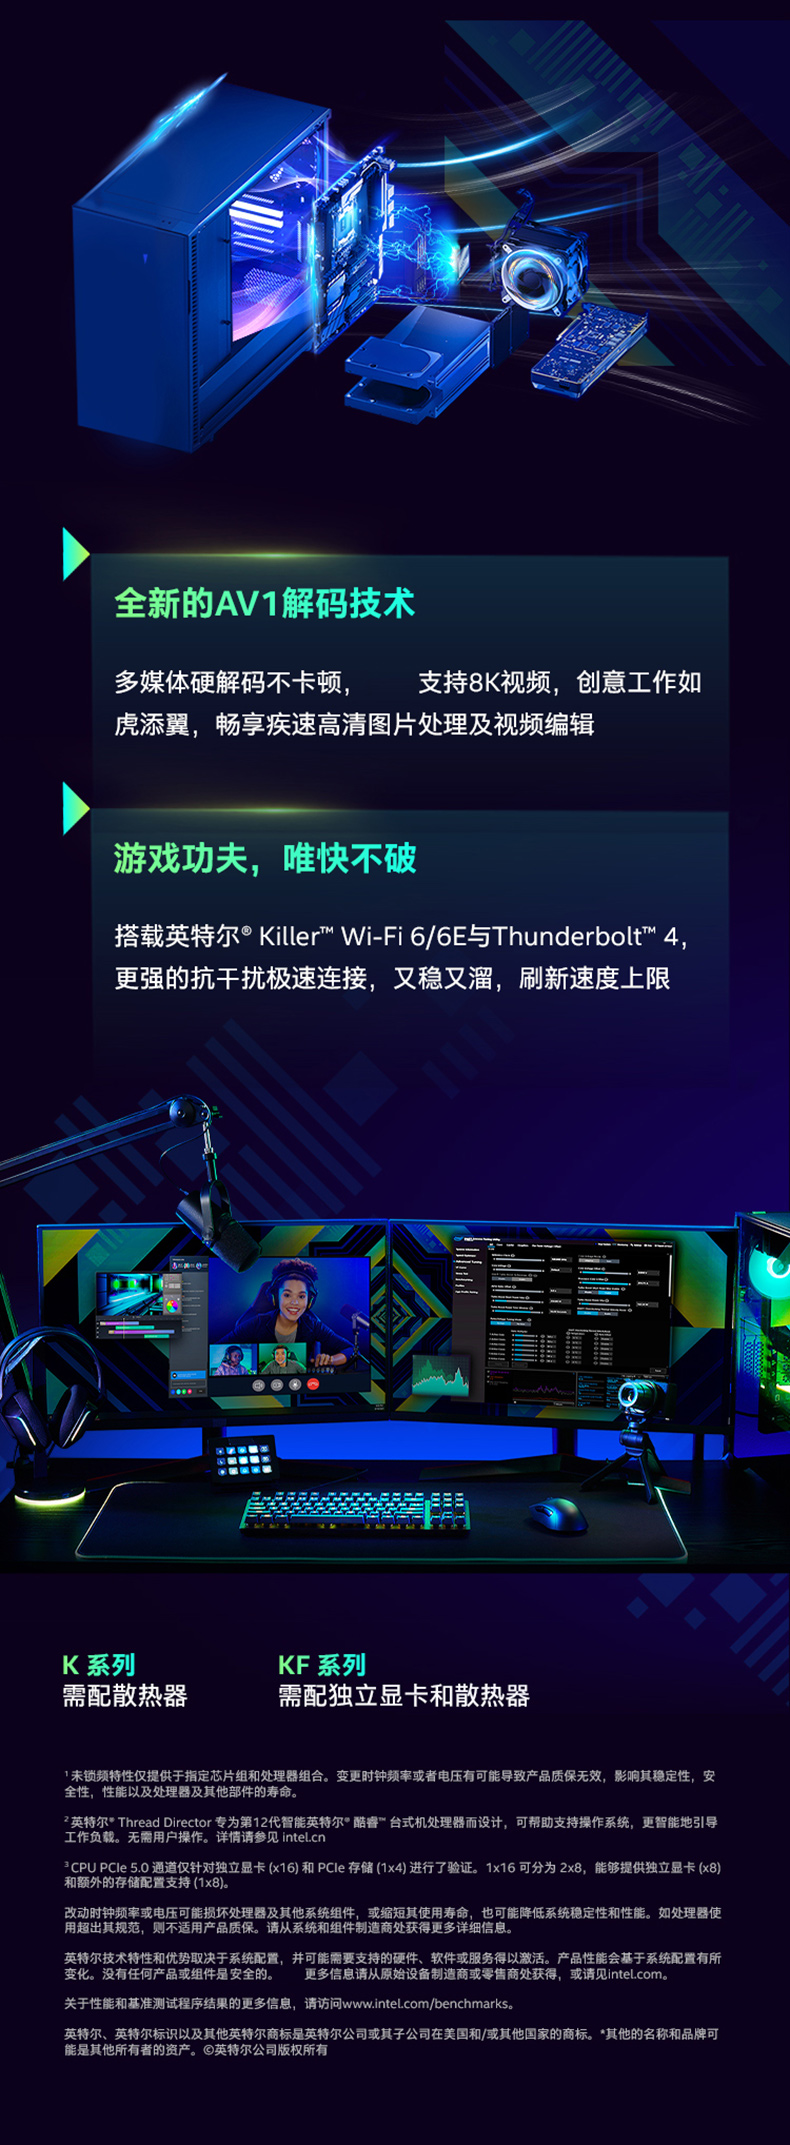 全新的AV1解码技术
多媒体硬解码不卡顿， 支持8K视频，创意工作如
虎添翼，畅享疾速高清图片处理及视频编辑
游戏功夫，唯快不破
搭载英特尔® Killer™ Wi-Fi 6/6E与Thunderbolt™ 4，
更强的抗干扰极速连接，又稳又溜，刷新速度上限
K 系列
需配散热器
KF 系列
需配独立显卡和散热器
¹ 未锁频特性仅提供于指定芯片组和处理器组合。变更时钟频率或者电压有可能导致产品质保无效，影响其稳定性，安
全性，性能以及处理器及其他部件的寿命。
² 英特尔® Thread Director 专为第12代智能英特尔® 酷睿™ 台式机处理器而设计，可帮助支持操作系统，更智能地引导
工作负载。无需用户操作。详情请参见 intel.cn
³ CPU PCIe 5.0 通道仅针对独立显卡 (x16) 和 PCIe 存储 (1x4) 进行了验证。1x16 可分为 2x8，能够提供独立显卡 (x8)
和额外的存储配置支持 (1x8)。
改动时钟频率或电压可能损坏处理器及其他系统组件，或缩短其使用寿命，也可能降低系统稳定性和性能。如处理器使
用超出其规范，则不适用产品质保。请从系统和组件制造商处获得更多详细信息。
英特尔技术特性和优势取决于系统配置，并可能需要支持的硬件、软件或服务得以激活。产品性能会基于系统配置有所
变化。没有任何产品或组件是安全的。 更多信息请从原始设备制造商或零售商处获得，或请见intel.com。
关于性能和基准测试程序结果的更多信息，请访问www.intel.com/benchmarks。
英特尔、英特尔标识以及其他英特尔商标是英特尔公司或其子公司在美国和/或其他国家的商标。*其他的名称和品牌可
能是其他所有者的资产。©英特尔公司版权所有